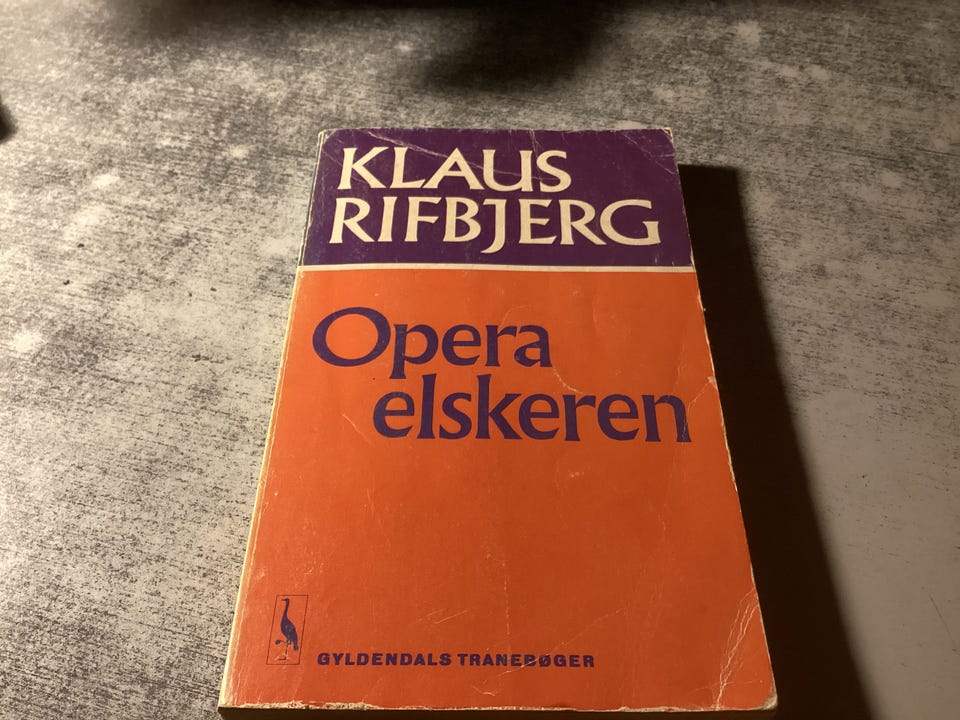 KLAUS
RIFBJERG
Opera
elskeren
GYLDENDALS TRANEBØGER